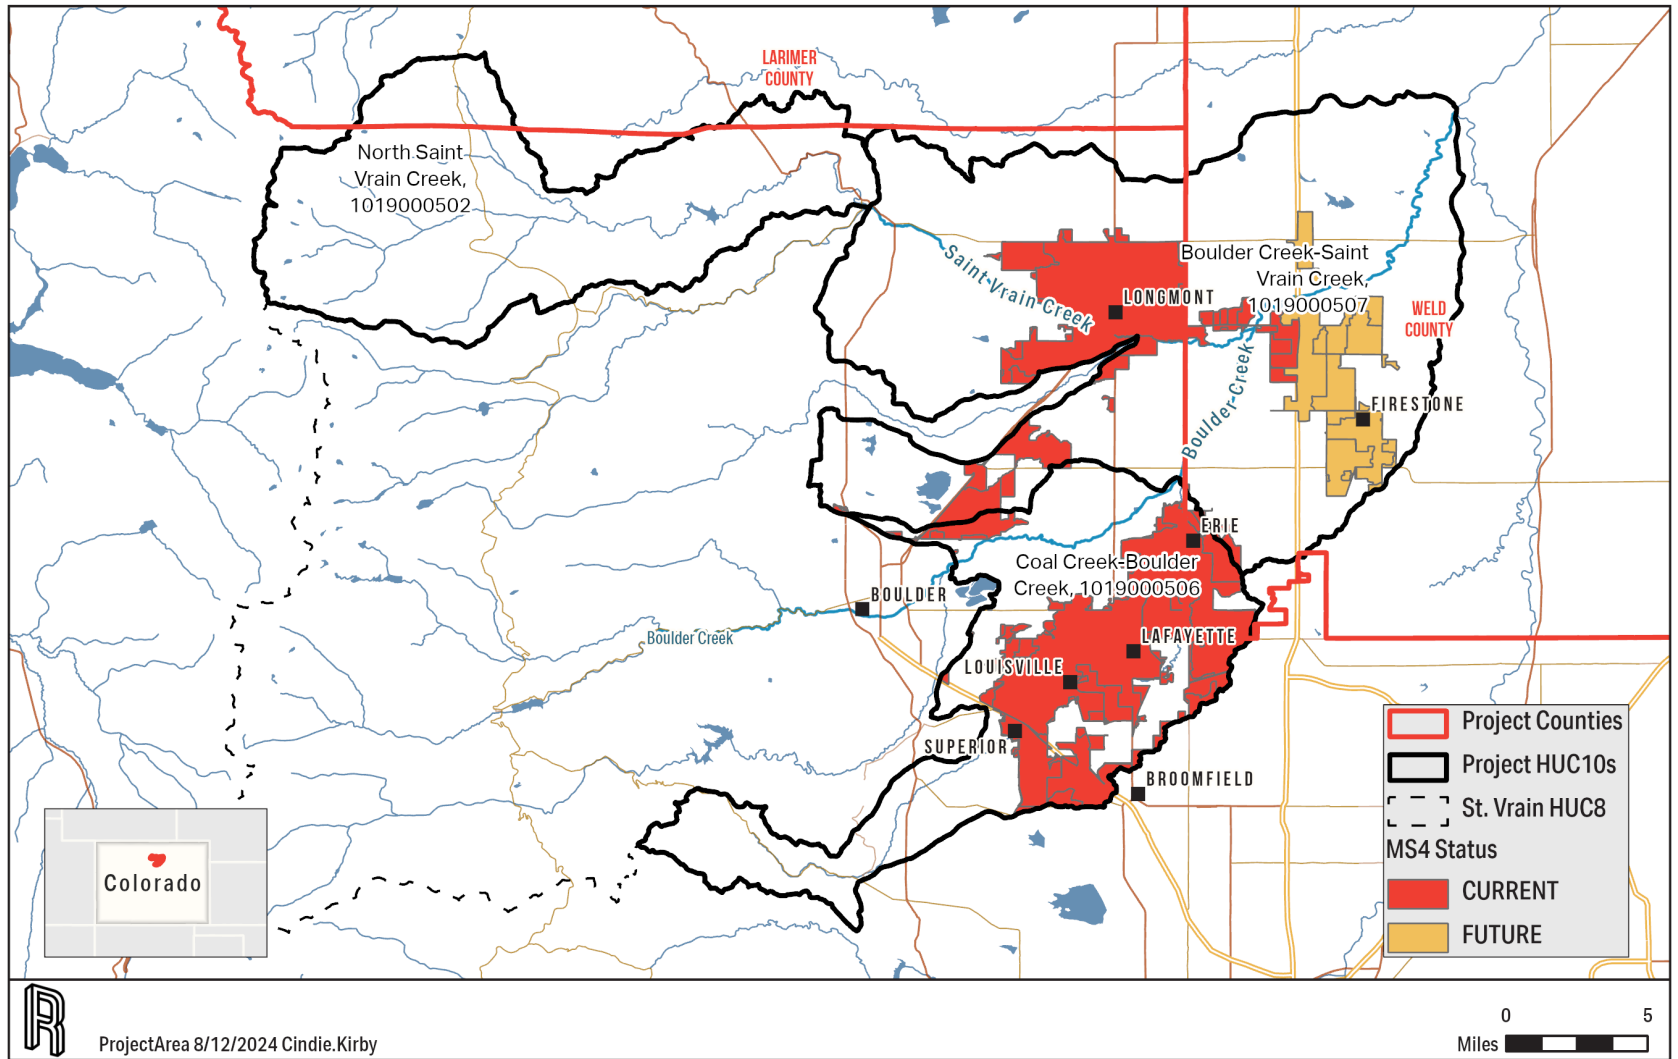 LARIMER
COUNTY
North Saint
Vrain Creek,
1019000502
Saint Vrain Creek
Boulder Creek-Saint
Vrain Creek,
1019000507
LONGMONT
WELD
COUNTY
Boulder-Creek
FIRESTONE
ERIE
Coal Creek-Boulder
Creek, 1019000506
BOULDER
Boulder Creek
LAFAYETTE
LOUISVILLE
SUPERIOR
BROOMFIELD
Colorado
Project Counties
Project HUC10s
St. Vrain HUC8
MS4 Status
CURRENT
FUTURE
ProjectArea 8/12/2024 Cindie.Kirby
0 5
Miles